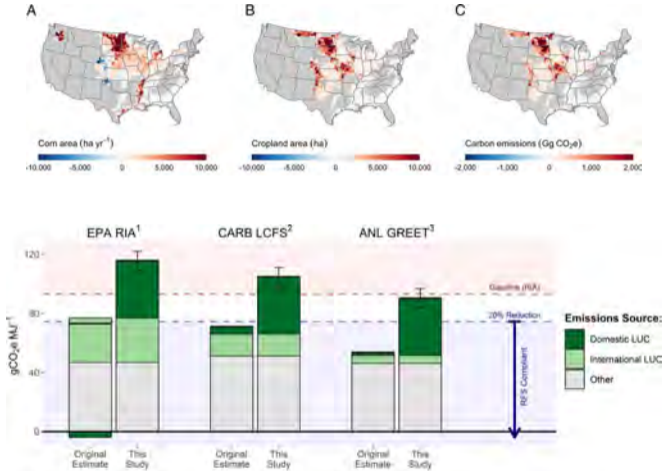 A B C
Corn area (ha yr⁻¹) Cropland area (ha) Carbon emissions (Gg CO₂e)
-10,000 -5,000 0 5,000 10,000 -10,000 -5,000 0 5,000 10,000 -2,000 -1,000 0 1,000 2,000
EPA RIA¹ CARB LCFS² ANL GREET³
120
80
40
0
gCO₂e MJ⁻¹
Gasoline (RIA)
20% Reduction
RFS Compliant
Emissions Source:
Domestic LUC
International LUC
Other
Original This Original This Original This
Estimate Study Estimate Study Estimate Study